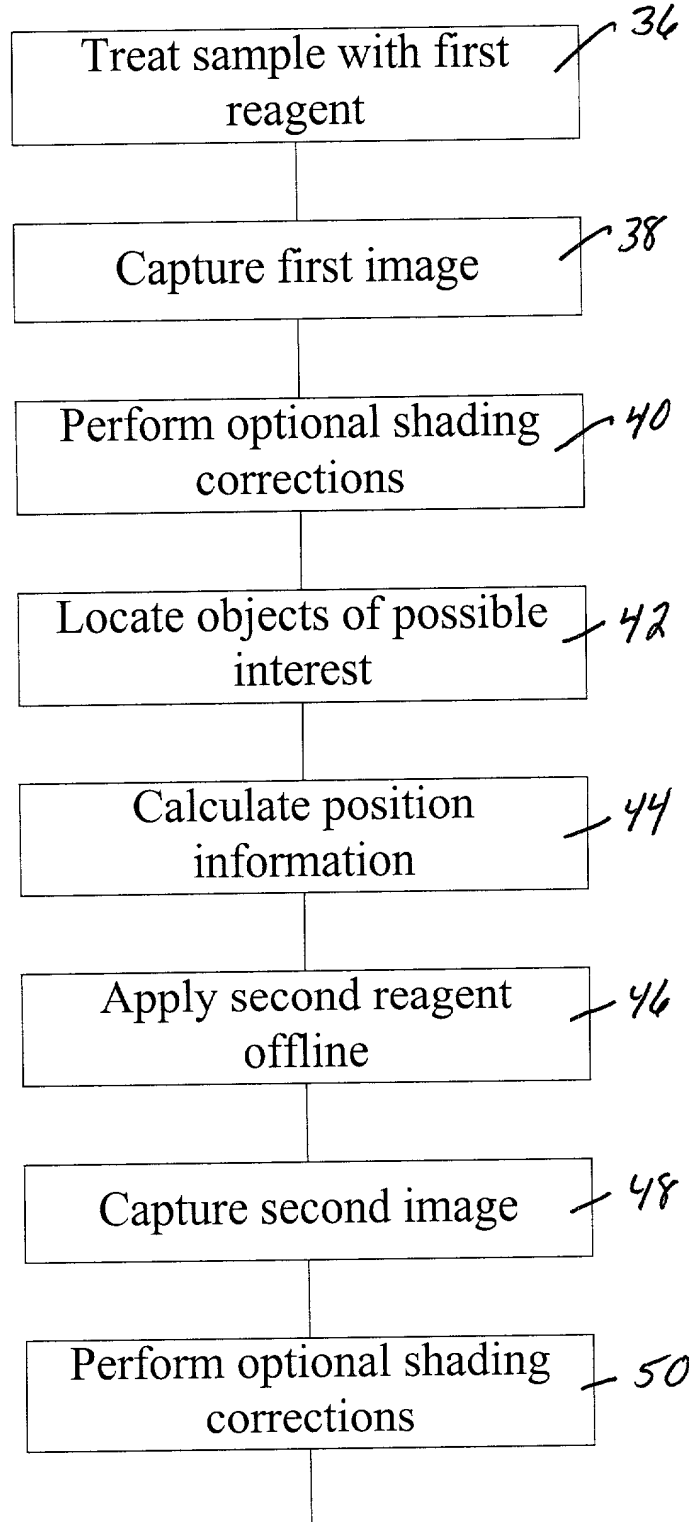 Treat sample with first
reagent
36
Capture first image
38
Perform optional shading
corrections
40
Locate objects of possible
interest
42
Calculate position
information
44
Apply second reagent
offline
46
Capture second image
48
Perform optional shading
corrections
50